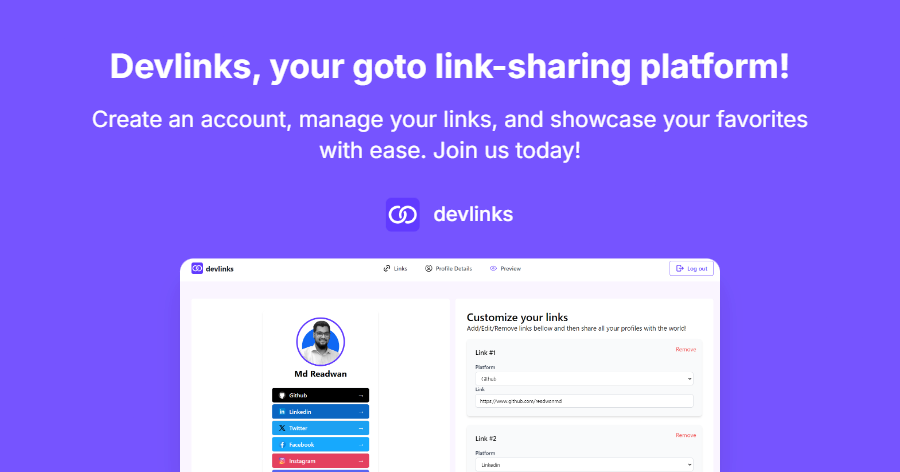 Devlinks, your goto link-sharing platform!
Create an account, manage your links, and showcase your favorites
with ease. Join us today!
devlinks
devlinks
Links
Profile Details
Preview
Log out
Md Readwan
Github
Linkedin
Twitter
Facebook
Instagram
Customize your links
Add/Edit/Remove links bellow and then share all your profiles with the world!
Link #1
Remove
Platform
Github
Link
https://www.github.com/readwanmd
Link #2
Remove
Platform
Linkedin